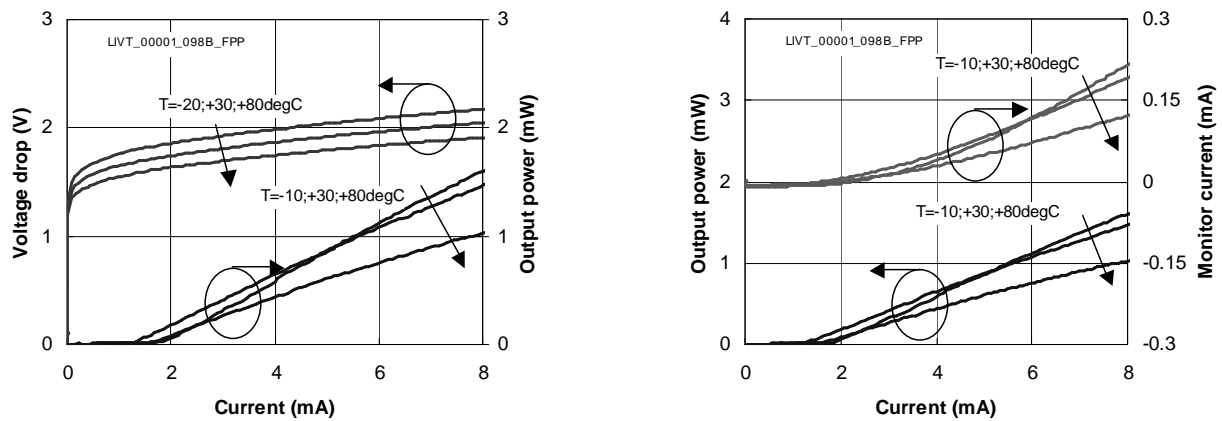 3
2
1
0
Voltage drop (V)
LIVT_00001_098B_FPP
T=-20;+30;+80degC
T=-10;+30;+80degC
3
2
1
0
Output power (mW)
0 2 4 6 8
Current (mA)
4
3
2
1
0
Output power (mW)
LIVT_00001_098B_FPP
T=-10;+30;+80degC
T=-10;+30;+80degC
0.3
0.15
0
-0.15
-0.3
Monitor current (mA)
0 2 4 6 8
Current (mA)